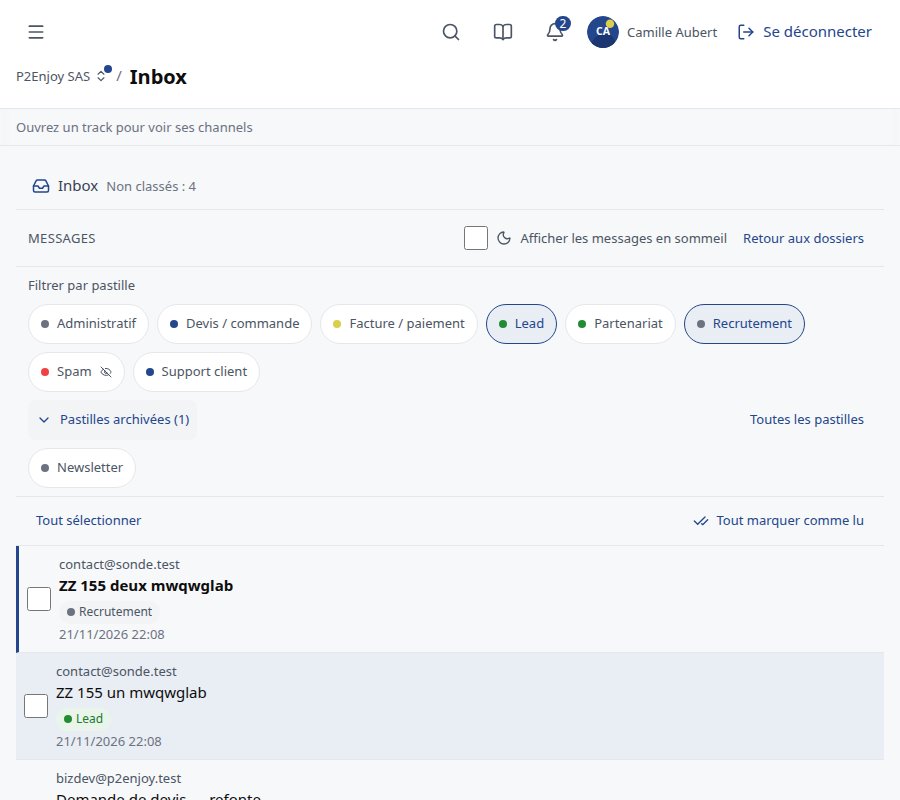 2
CA Camille Aubert Se déconnecter
P2Enjoy SAS / Inbox
Ouvrez un track pour voir ses channels
Inbox Non classés : 4
MESSAGES Afficher les messages en sommeil Retour aux dossiers
Filtrer par pastille
Administratif Devis / commande Facture / paiement Lead Partenariat Recrutement
Spam Support client
Pastilles archivées (1) Toutes les pastilles
Newsletter
Tout sélectionner Tout marquer comme lu
contact@sonde.test
ZZ 155 deux mwqwglab
Recrutement
21/11/2026 22:08
contact@sonde.test
ZZ 155 un mwqwglab
Lead
21/11/2026 22:08
bizdev@p2enjoy.test
Demande de devis — refonte